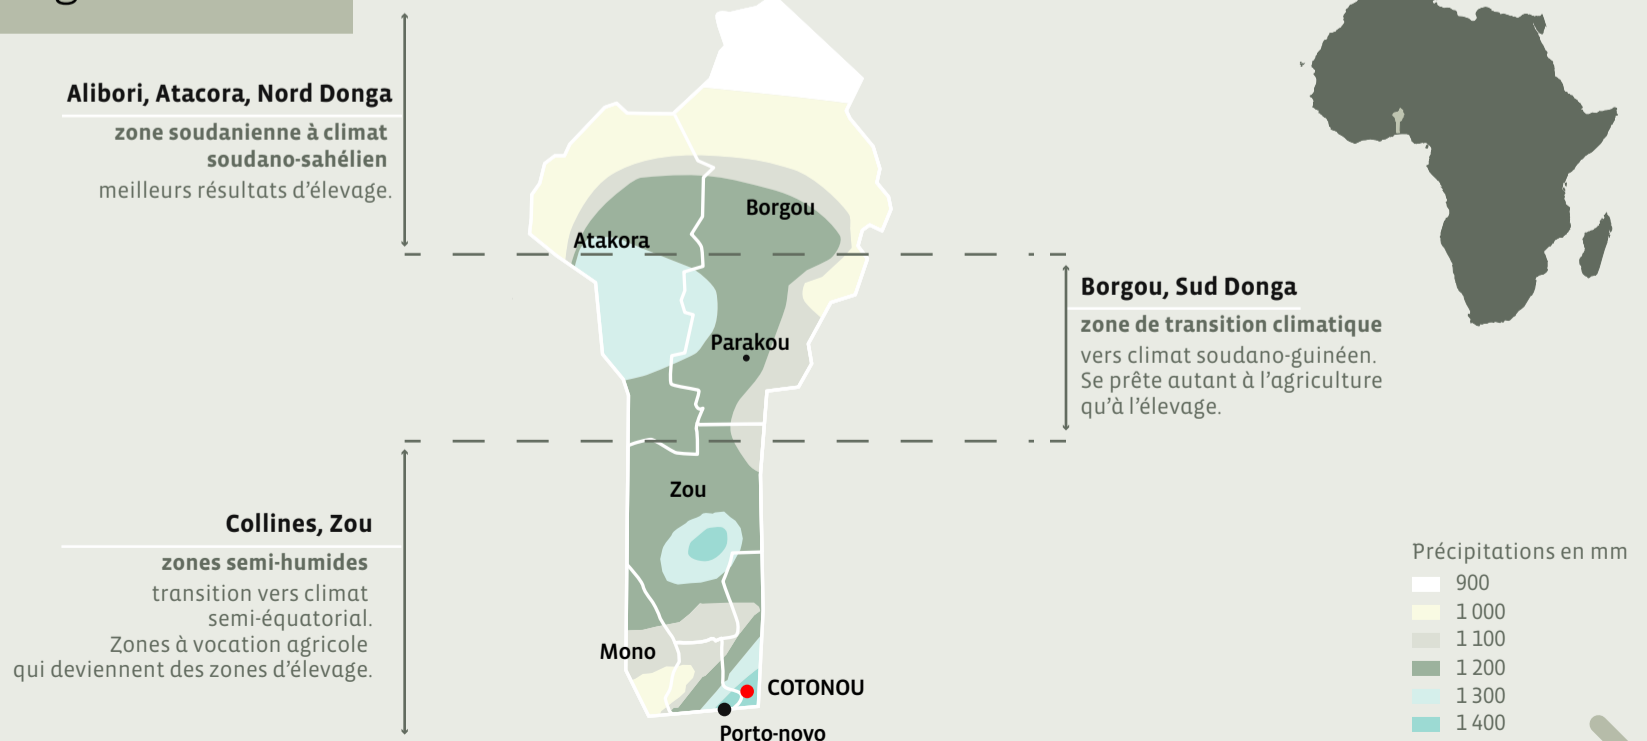 Alibori, Atacora, Nord Donga
zone soudanienne à climat
soudano-sahélien
meilleurs résultats d'élevage.
Borgou
Atakora
Borgou, Sud Donga
zone de transition climatique
vers climat soudano-guinéen.
Se prête autant à l'agriculture
qu'à l'élevage.
Parakou
Zou
Collines, Zou
zones semi-humides
transition vers climat
semi-équatorial.
Zones à vocation agricole
qui deviennent des zones d'élevage.
Mono
COTONOU
Porto-novo
Précipitations en mm
900
1 000
1 100
1 200
1 300
1 400